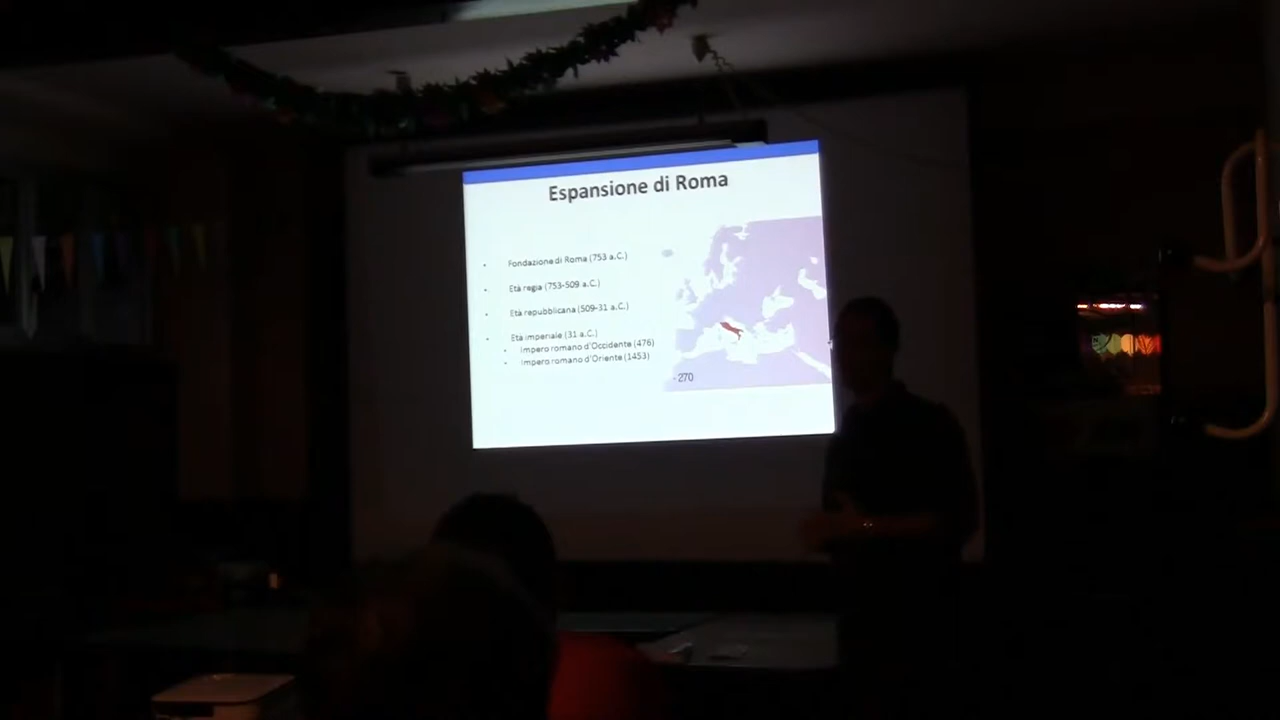 Espansione di Roma
Fondazione di Roma (753 a.C.)
Età regia (753-509 a.C.)
Età repubblicana (509-31 a.C.)
Età imperiale (31 a.C.)
Impero romano d'Occidente (476)
Impero romano d'Oriente (1453)
- 270